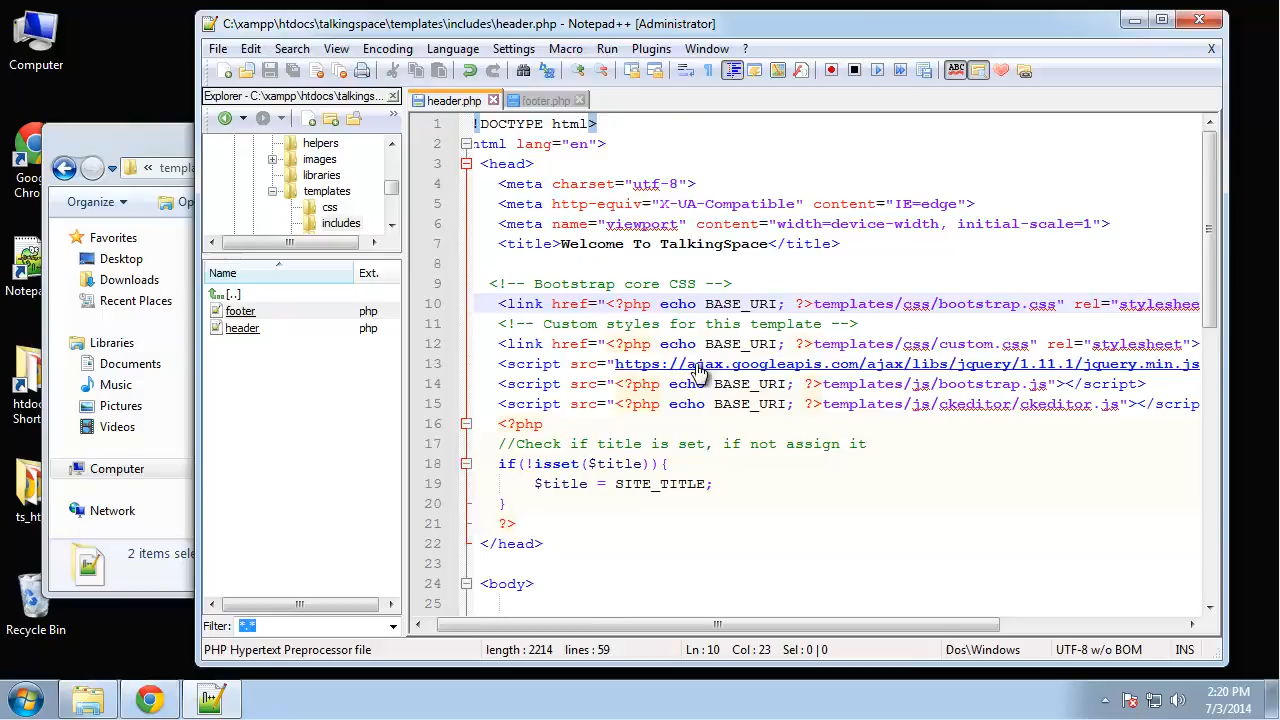 Computer
Goo
Chro
Notep
htdoc
Short
ts_ht
Recycle Bin
templa
Organize
Op
Favorites
Desktop
Downloads
Recent Places
Libraries
Documents
Music
Pictures
Videos
Computer
Network
2 items sele
C:\xampp\htdocs\talkingspace\templates\includes\header.php - Notepad++ [Administrator]
File Edit Search View Encoding Language Settings Macro Run Plugins Window ? X
Explorer - C:\xampp\htdocs\talkings...
helpers
images
libraries
templates
css
includes
Name Ext.
[..]
footer php
header php
Filter: *.*
header.php footer.php
1 !DOCTYPE html>
2 html lang="en">
3 <head>
4 <meta charset="utf-8">
5 <meta http-equiv="X-UA-Compatible" content="IE=edge">
6 <meta name="viewport" content="width=device-width, initial-scale=1">
7 <title>Welcome To TalkingSpace</title>
8
9 <!-- Bootstrap core CSS -->
10 <link href="<?php echo BASE_URI; ?>templates/css/bootstrap.css" rel="styleshee
11 <!-- Custom styles for this template -->
12 <link href="<?php echo BASE_URI; ?>templates/css/custom.css" rel="stylesheet">
13 <script src="https://ajax.googleapis.com/ajax/libs/jquery/1.11.1/jquery.min.js
14 <script src="<?php echo BASE_URI; ?>templates/js/bootstrap.js"></script>
15 <script src="<?php echo BASE_URI; ?>templates/js/ckeditor/ckeditor.js"></scrip
16 <?php
17 //Check if title is set, if not assign it
18 if(!isset($title)){
19 $title = SITE_TITLE;
20 }
21 ?>
22 </head>
23
24 <body>
25
PHP Hypertext Preprocessor file length : 2214 lines : 59 Ln : 10 Col : 23 Sel : 0 | 0 Dos\Windows UTF-8 w/o BOM INS
2:20 PM
7/3/2014